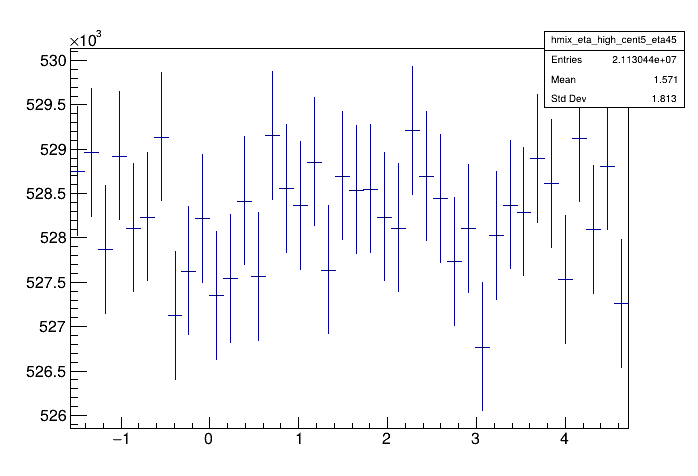 ×10³
hmix_eta_high_cent5_eta45
Entries 2.113044e+07
Mean 1.571
Std Dev 1.813
530
529.5
529
528.5
528
527.5
527
526.5
526
−1 0 1 2 3 4